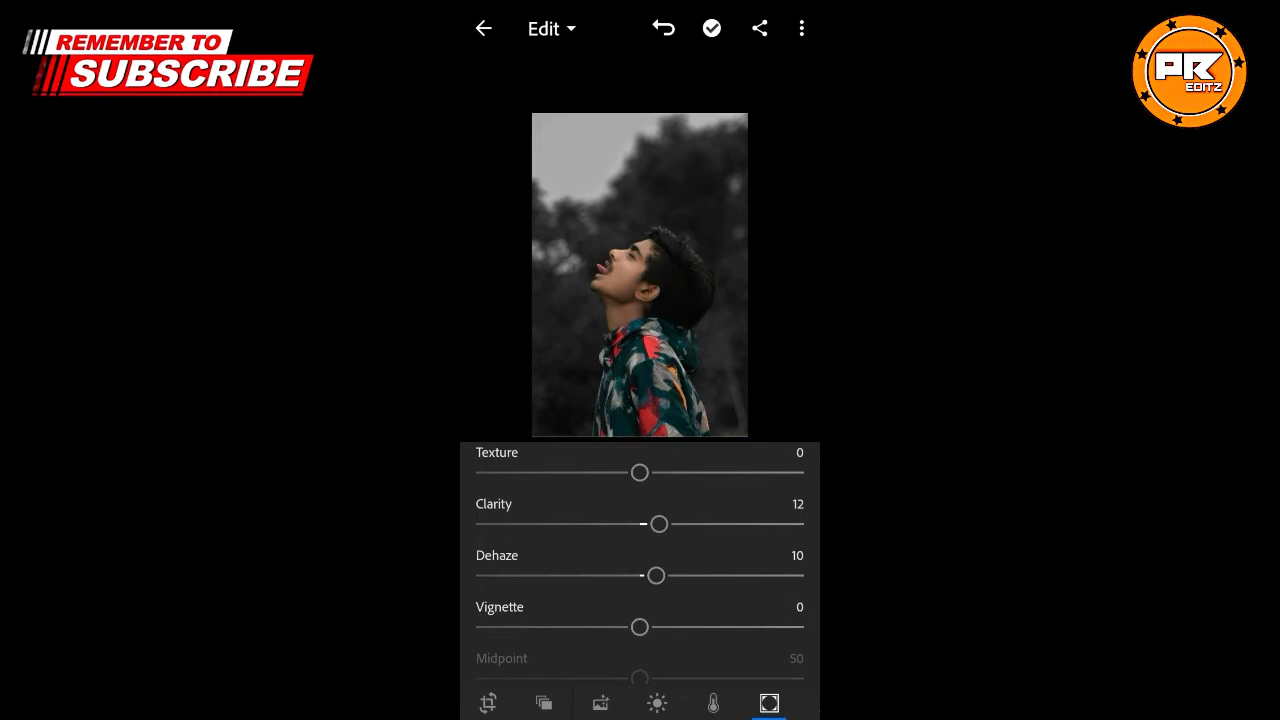 REMEMBER TO
SUBSCRIBE
Edit
PR
EDITZ
Texture 0
Clarity 12
Dehaze 10
Vignette 0
Midpoint 50